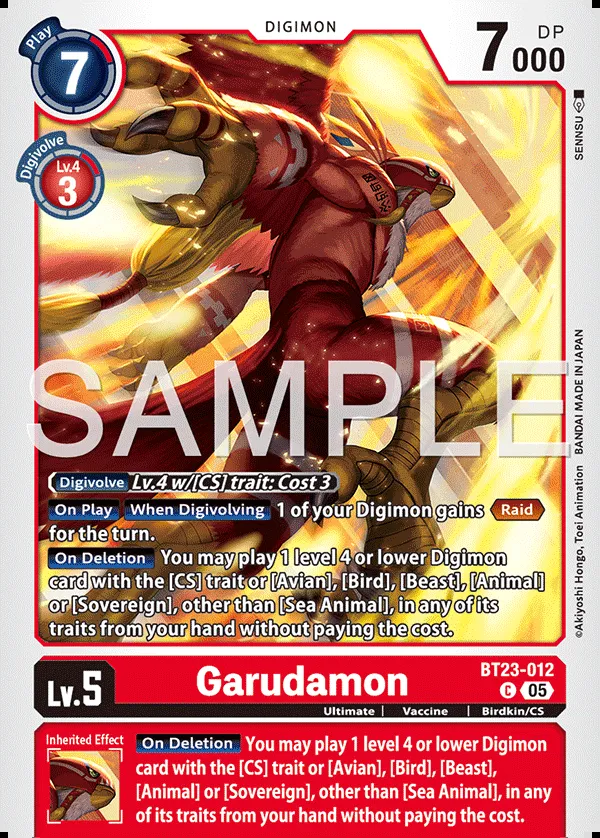 DIGIMON
Play
7
7000
DP
Digivolve
Lv.4
3
SENNSU
SAMPLE
©Akiyoshi Hongo, Toei Animation BANDAI MADE IN JAPAN
Digivolve Lv.4 w/[CS] trait: Cost 3
On Play When Digivolving 1 of your Digimon gains Raid
for the turn.
On Deletion You may play 1 level 4 or lower Digimon
card with the [CS] trait or [Avian], [Bird], [Beast], [Animal]
or [Sovereign], other than [Sea Animal], in any of its
traits from your hand without paying the cost.
Lv.5
Garudamon
BT23-012
C 05
Ultimate | Vaccine | Birdkin/CS
Inherited Effect
On Deletion You may play 1 level 4 or lower Digimon
card with the [CS] trait or [Avian], [Bird], [Beast],
[Animal] or [Sovereign], other than [Sea Animal], in any
of its traits from your hand without paying the cost.